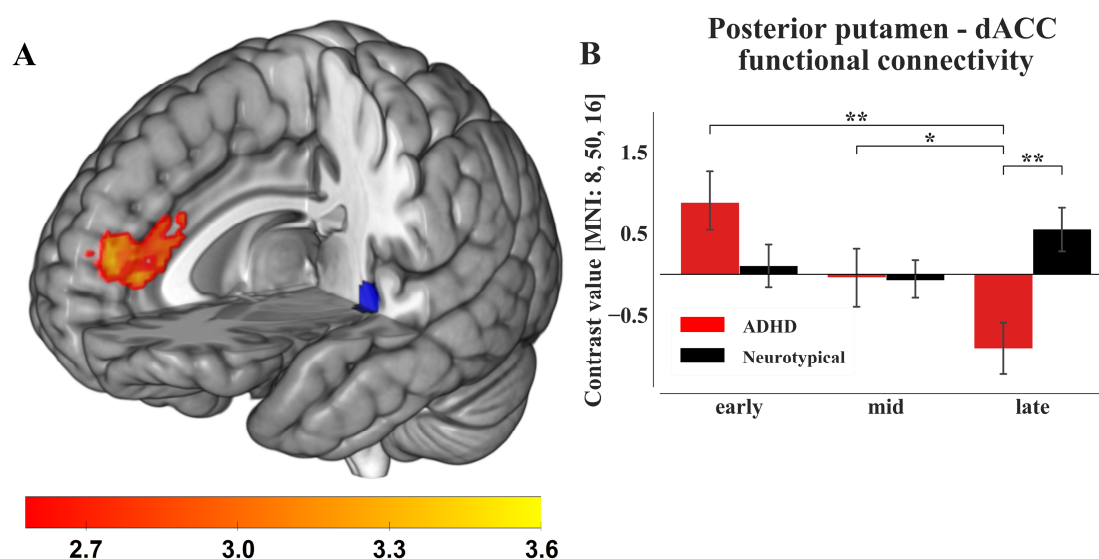 A
2.7 3.0 3.3 3.6
B
Posterior putamen - dACC
functional connectivity
Contrast value [MNI: 8, 50, 16]
1.5
0.5
−0.5
**
*
**
ADHD
Neurotypical
early mid late